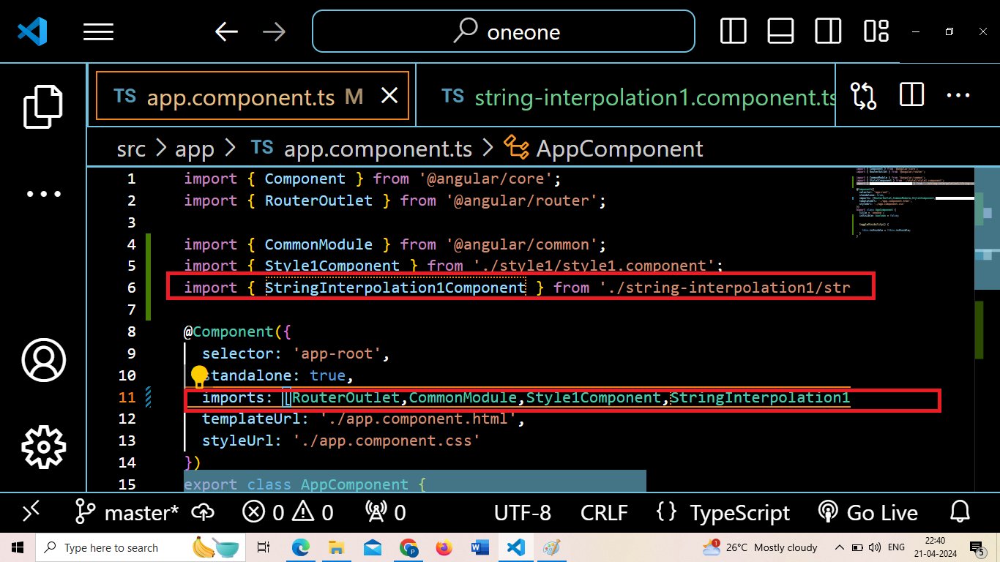 oneone
TS app.component.ts M
TS string-interpolation1.component.ts
src > app > TS app.component.ts > AppComponent
1 import { Component } from '@angular/core';
2 import { RouterOutlet } from '@angular/router';
3
4 import { CommonModule } from '@angular/common';
5 import { Style1Component } from './style1/style1.component';
6 import { StringInterpolation1Component } from './string-interpolation1/str
7
8 @Component({
9 selector: 'app-root',
10 standalone: true,
11 imports: [RouterOutlet,CommonModule,Style1Component,StringInterpolation1
12 templateUrl: './app.component.html',
13 styleUrl: './app.component.css'
14 })
15 export class AppComponent {
master* 0 0 0 UTF-8 CRLF {} TypeScript Go Live
Type here to search
1 26°C Mostly cloudy ENG 22:40
21-04-2024 5